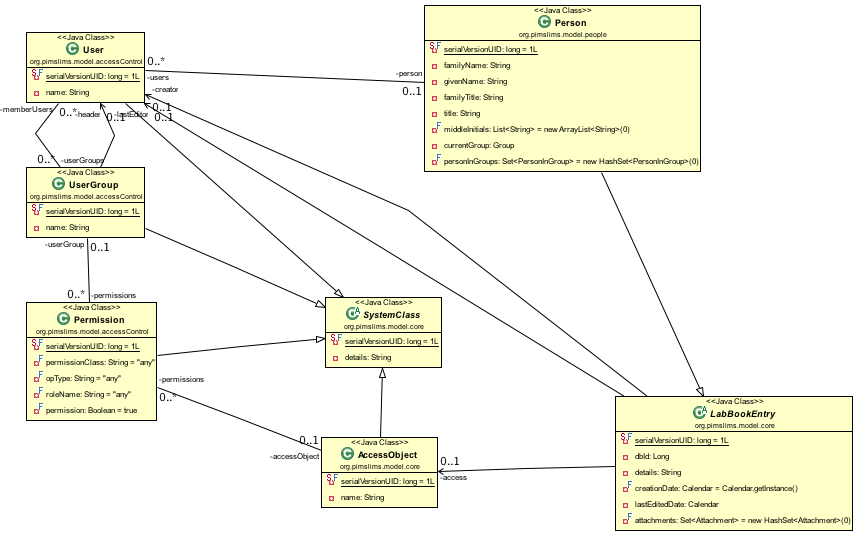 <<Java Class>>
Person
org.pimslims.model.people
serialVersionUID: long = 1L
familyName: String
givenName: String
familyTitle: String
title: String
middleInitials: List<String> = new ArrayList<String>(0)
currentGroup: Group
personInGroups: Set<PersonInGroup> = new HashSet<PersonInGroup>(0)
<<Java Class>>
User
org.pimslims.model.accessControl
serialVersionUID: long = 1L
name: String
0..*
-users
-person
0..1
-creator
0..1
-lastEditor
0..1
-memberUsers
0..*
-header
0..1
0..*
-userGroups
<<Java Class>>
UserGroup
org.pimslims.model.accessControl
serialVersionUID: long = 1L
name: String
-userGroup
0..1
0..*
-permissions
<<Java Class>>
Permission
org.pimslims.model.accessControl
serialVersionUID: long = 1L
permissionClass: String = "any"
opType: String = "any"
roleName: String = "any"
permission: Boolean = true
-permissions
0..*
<<Java Class>>
SystemClass
org.pimslims.model.core
serialVersionUID: long = 1L
details: String
0..1
-accessObject
<<Java Class>>
AccessObject
org.pimslims.model.core
serialVersionUID: long = 1L
name: String
0..1
-access
<<Java Class>>
LabBookEntry
org.pimslims.model.core
serialVersionUID: long = 1L
dbId: Long
details: String
creationDate: Calendar = Calendar.getInstance()
lastEditedDate: Calendar
attachments: Set<Attachment> = new HashSet<Attachment>(0)